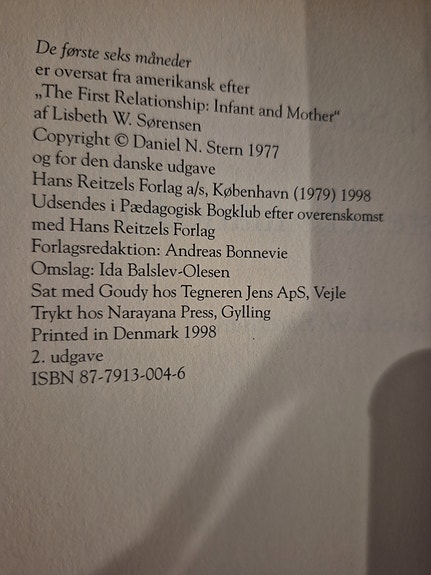 De første seks måneder
er oversat fra amerikansk efter
„The First Relationship: Infant and Mother“
af Lisbeth W. Sørensen
Copyright © Daniel N. Stern 1977
og for den danske udgave
Hans Reitzels Forlag a/s, København (1979) 1998
Udsendes i Pædagogisk Bogklub efter overenskomst
med Hans Reitzels Forlag
Forlagsredaktion: Andreas Bonnevie
Omslag: Ida Balslev-Olesen
Sat med Goudy hos Tegneren Jens ApS, Vejle
Trykt hos Narayana Press, Gylling
Printed in Denmark 1998
2. udgave
ISBN 87-7913-004-6